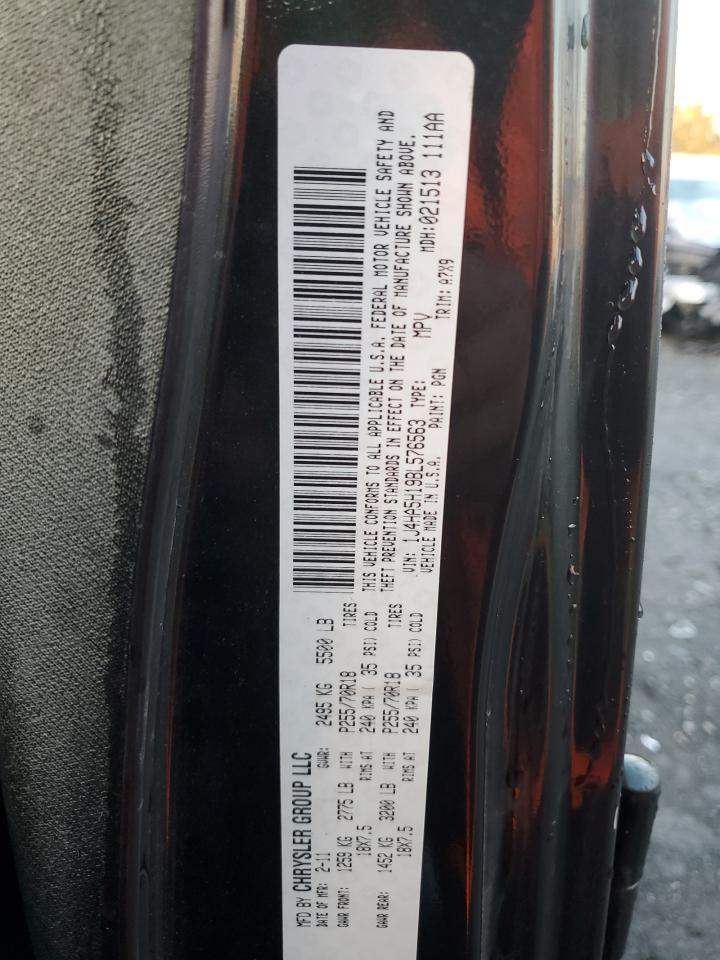 MFD BY CHRYSLER GROUP LLC
DATE OF MFR: 2-11 GVWR: 2495 KG 5500 LB
GAWR FRONT: 1259 KG 2775 LB WITH P255/70R18 TIRES
18X7.5 RIMS AT 240 KPA ( 35 PSI) COLD
GAWR REAR: 1452 KG 3200 LB WITH P255/70R18 TIRES
18X7.5 RIMS AT 240 KPA ( 35 PSI) COLD
THIS VEHICLE CONFORMS TO ALL APPLICABLE U.S.A. FEDERAL MOTOR VEHICLE SAFETY AND
THEFT PREVENTION STANDARDS IN EFFECT ON THE DATE OF MANUFACTURE SHOWN ABOVE.
VIN: 1J4HA5H19BL576563 TYPE: MPV MDH:021513 111AA
VEHICLE MADE IN U.S.A. PAINT: PGN TRIM: A7X9